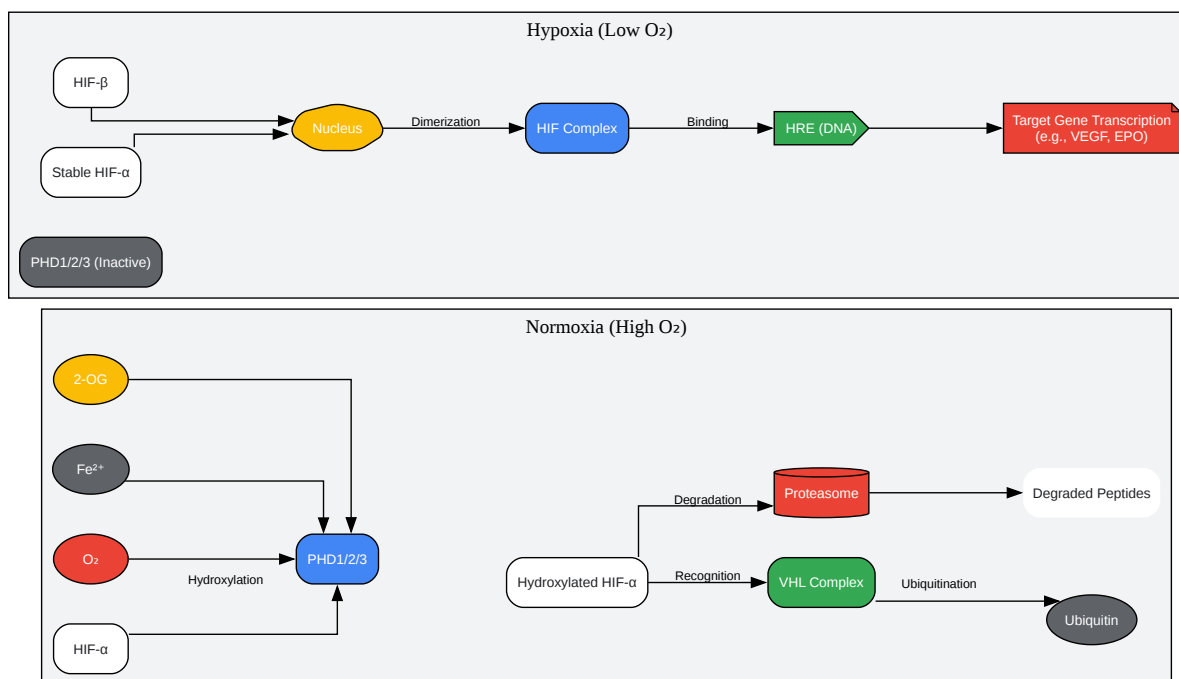 Hypoxia (Low O₂)
HIF-β
Nucleus
Dimerization
HIF Complex
Binding
HRE (DNA)
Target Gene Transcription
(e.g., VEGF, EPO)
Stable HIF-α
PHD1/2/3 (Inactive)
Normoxia (High O₂)
2-OG
Fe²⁺
O₂
Hydroxylation
PHD1/2/3
HIF-α
Degradation
Proteasome
Degraded Peptides
Hydroxylated HIF-α
Recognition
VHL Complex
Ubiquitination
Ubiquitin